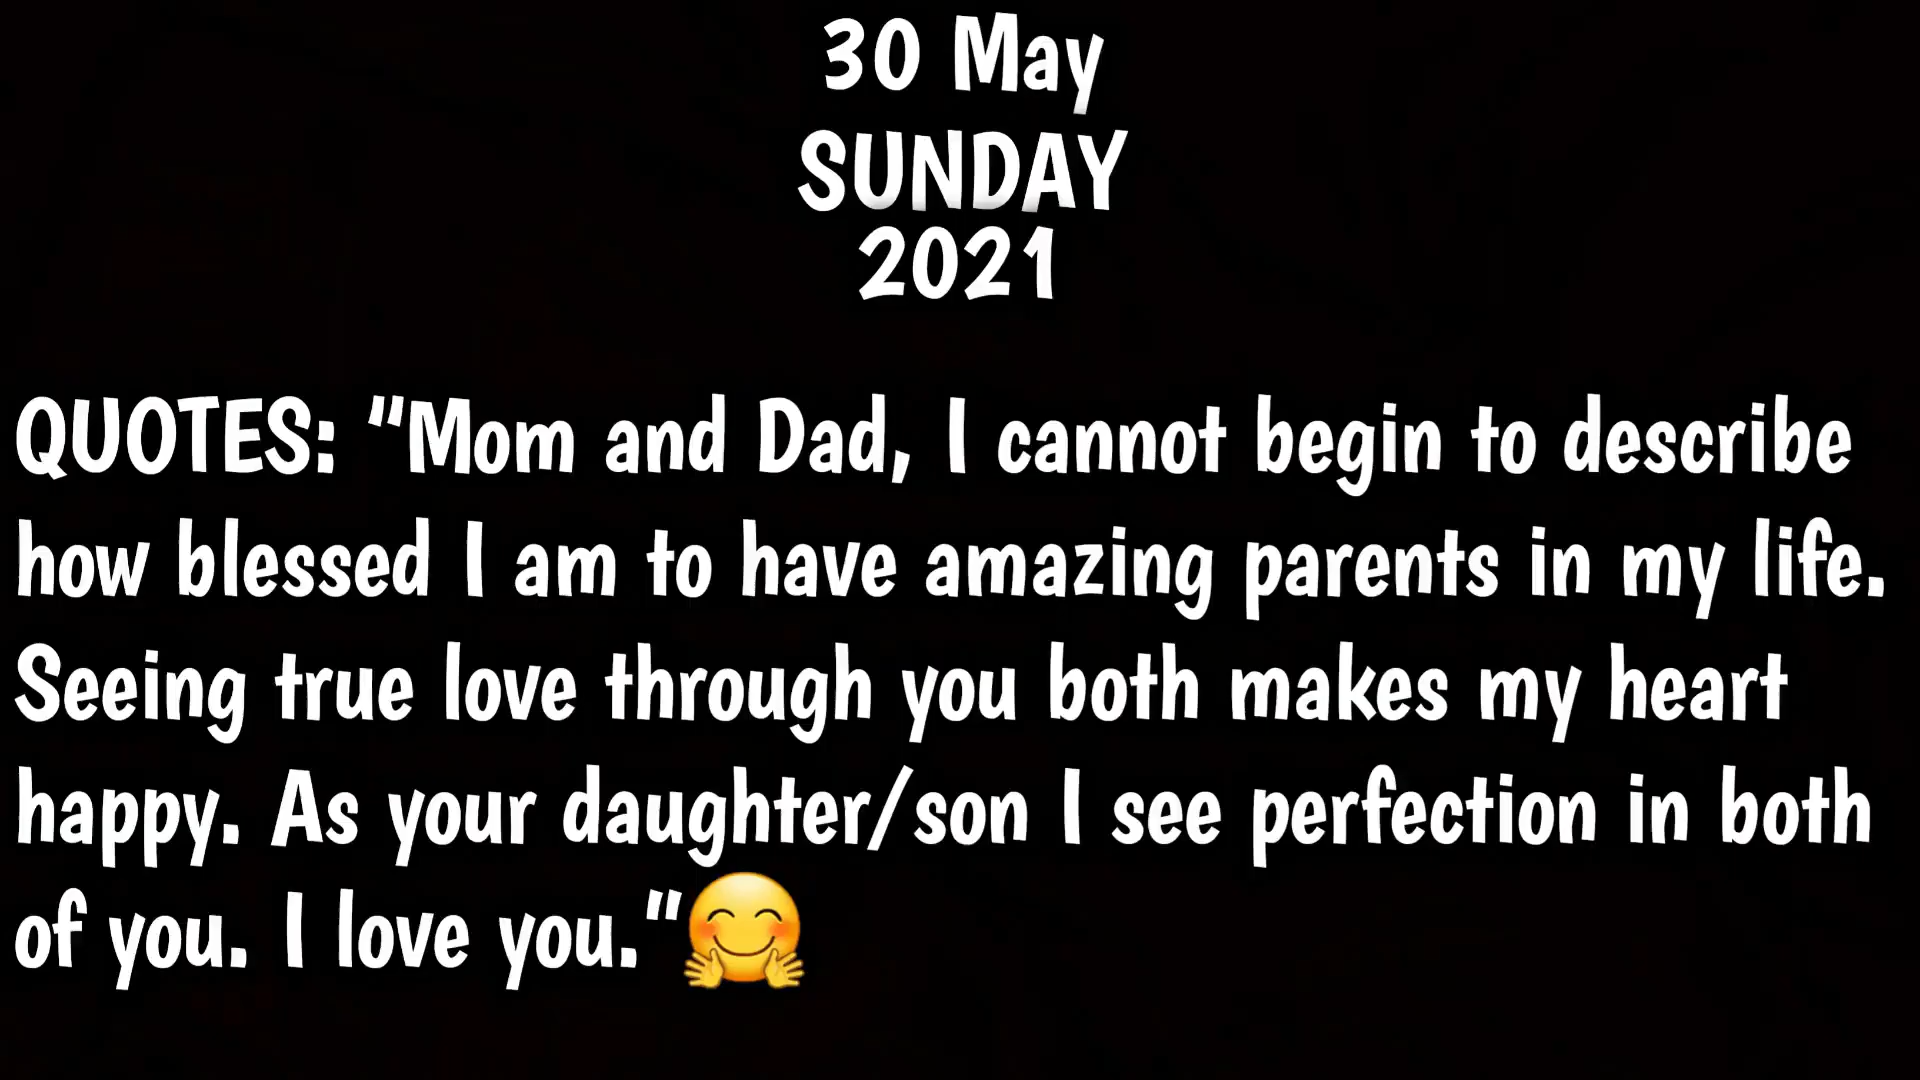 30 May
SUNDAY
2021
QUOTES: "Mom and Dad, I cannot begin to describe
how blessed I am to have amazing parents in my life.
Seeing true love through you both makes my heart
happy. As your daughter/son I see perfection in both
of you. I love you."🤗